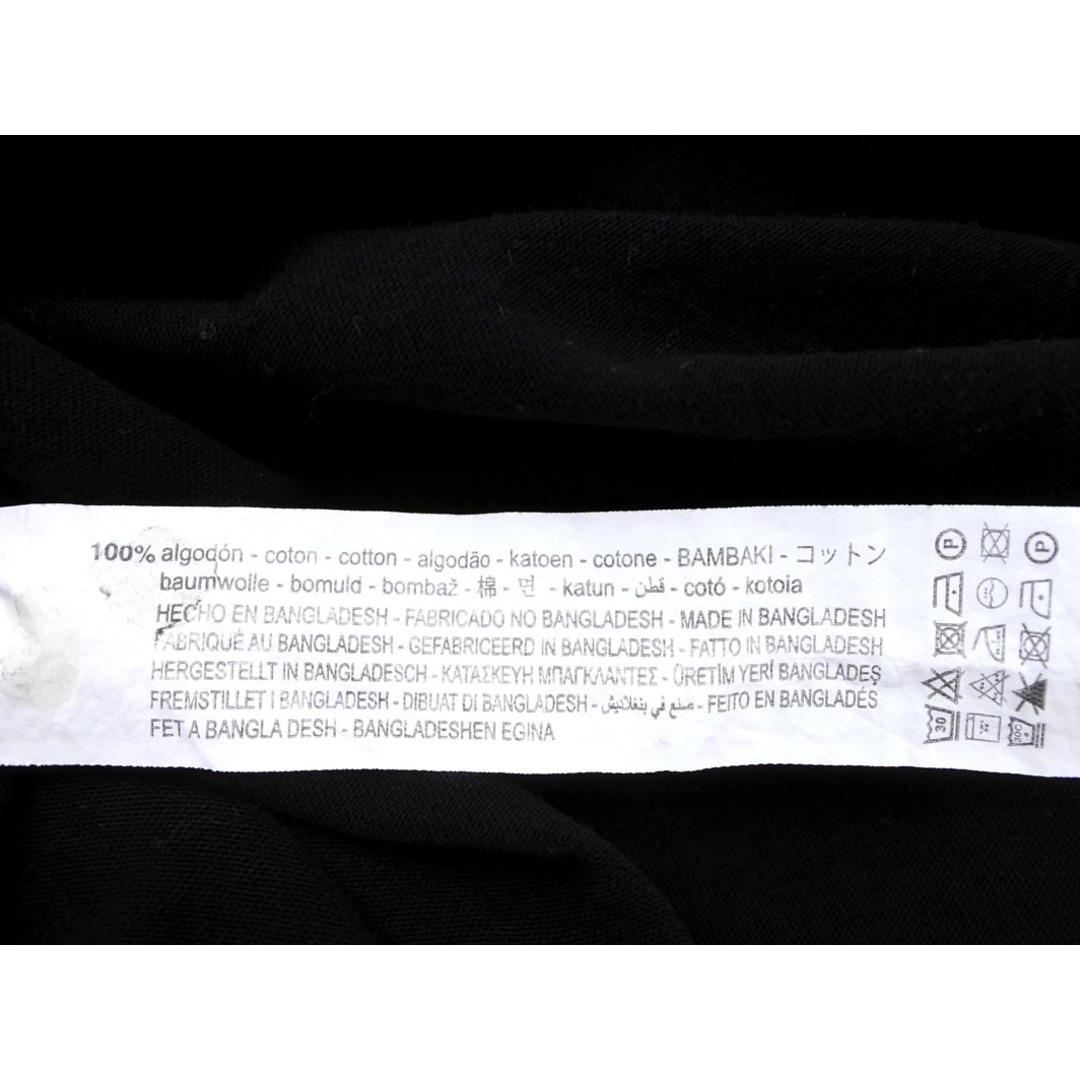 100% algodón - coton - cotton - algodão - katoen - cotone - BAMBAKI - コットン
baumwolle - bomuld - bombaž - 棉 - 면 - katun - قطن - cotó - kotoia
HECHO EN BANGLADESH - FABRICADO NO BANGLADESH - MADE IN BANGLADESH
FABRIQUÉ AU BANGLADESH - GEFABRICEERD IN BANGLADESH - FATTO IN BANGLADESH
HERGESTELLT IN BANGLADESCH - ΚΑΤΑΣΚΕΥΗ ΜΠΑΓΚΛΑΝΤΕΣ - ÜRETİM YERİ BANGLADEŞ
FREMSTILLET I BANGLADESH - DIBUAT DI BANGLADESH - صنع في بنغلاديش - FEITO EN BANGLADÉS
FET A BANGLA DESH - BANGLADESHEN EGINA
P
P
30
30C